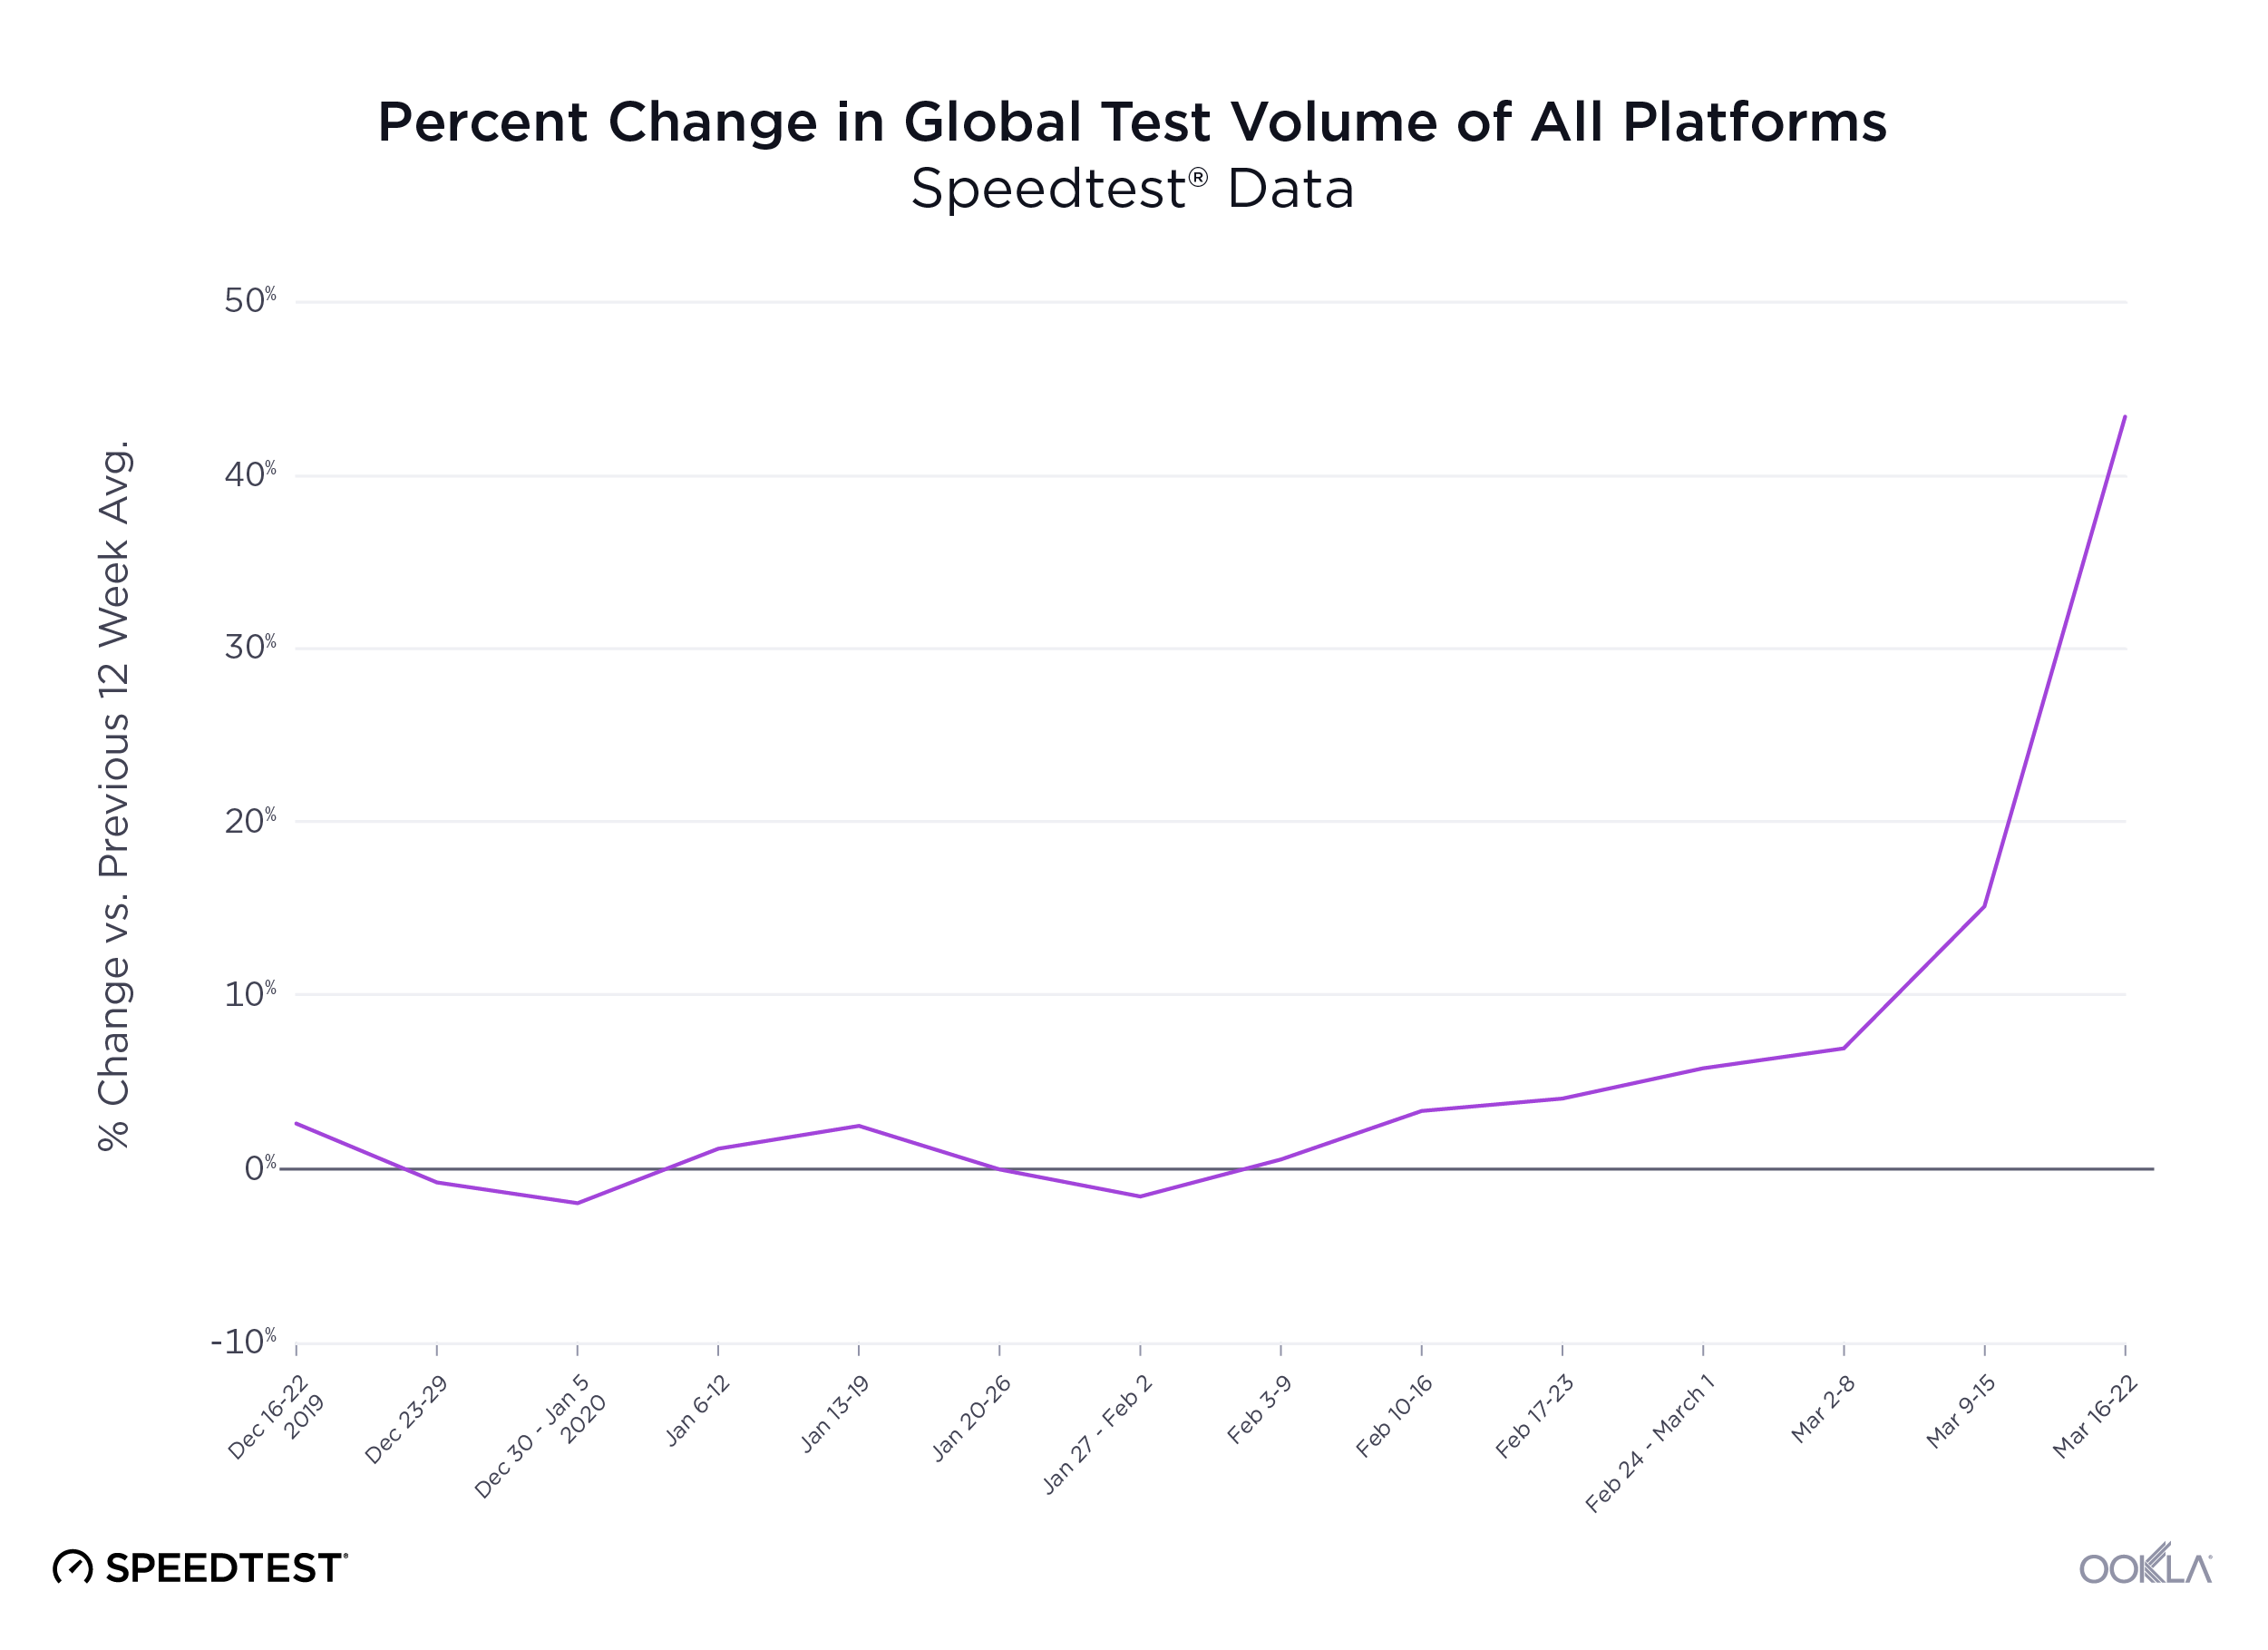 Percent Change in Global Test Volume of All Platforms
Speedtest® Data
% Change vs. Previous 12 Week Avg.
50%
40%
30%
20%
10%
0%
-10%
Dec 16-22
2019
Dec 23-29
Dec 30 - Jan 5
2020
Jan 6-12
Jan 13-19
Jan 20-26
Jan 27 - Feb 2
Feb 3-9
Feb 10-16
Feb 17-23
Feb 24 - March 1
Mar 2-8
Mar 9-15
Mar 16-22
SPEEDTEST®
OOKLA®